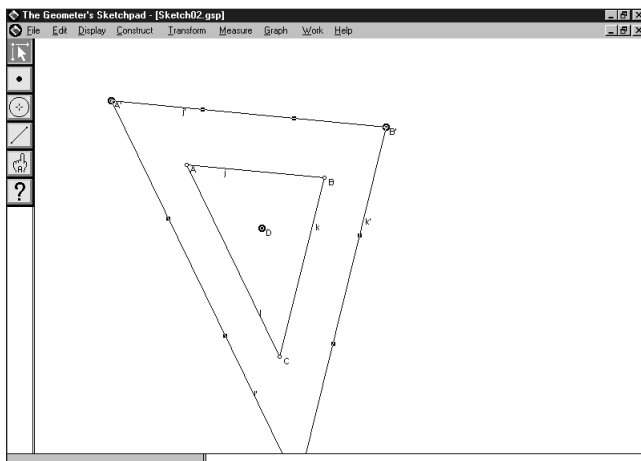 The Geometer's Sketchpad - [Sketch02.gsp]
File Edit Display Construct Transform Measure Graph Work Help
A
?
A'
j'
B'
A
j
B
k'
k
D
l
C
l'